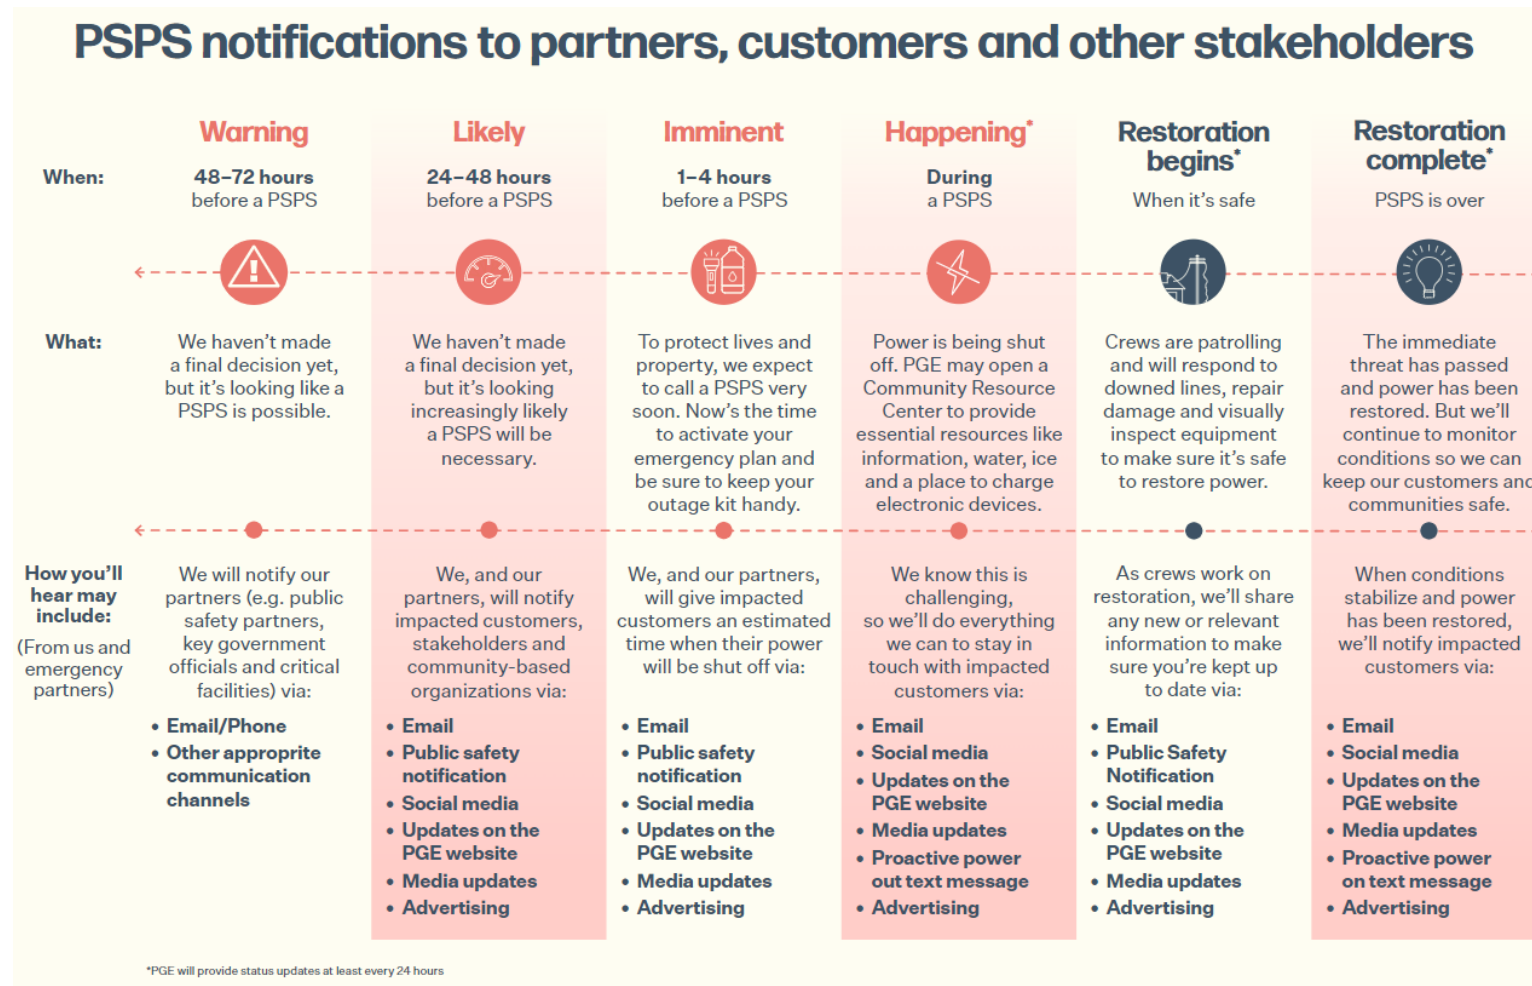 PSPS notifications to partners, customers and other stakeholders
When:
Warning
48–72 hours
before a PSPS
Likely
24–48 hours
before a PSPS
Imminent
1–4 hours
before a PSPS
Happening*
During
a PSPS
Restoration
begins*
When it's safe
Restoration
complete*
PSPS is over
What:
We haven't made
a final decision yet,
but it's looking like a
PSPS is possible.
We haven't made
a final decision yet,
but it's looking
increasingly likely
a PSPS will be
necessary.
To protect lives and
property, we expect
to call a PSPS very
soon. Now's the time
to activate your
emergency plan and
be sure to keep your
outage kit handy.
Power is being shut
off. PGE may open a
Community Resource
Center to provide
essential resources like
information, water, ice
and a place to charge
electronic devices.
Crews are patrolling
and will respond to
downed lines, repair
damage and visually
inspect equipment
to make sure it's safe
to restore power.
The immediate
threat has passed
and power has been
restored. But we'll
continue to monitor
conditions so we can
keep our customers and
communities safe.
How you'll
hear may
include:
(From us and
emergency
partners)
We will notify our
partners (e.g. public
safety partners,
key government
officials and critical
facilities) via:
• Email/Phone
• Other approprite
communication
channels
We, and our
partners, will notify
impacted customers,
stakeholders and
community-based
organizations via:
• Email
• Public safety
notification
• Social media
• Updates on the
PGE website
• Media updates
• Advertising
We, and our partners,
will give impacted
customers an estimated
time when their power
will be shut off via:
• Email
• Public safety
notification
• Social media
• Updates on the
PGE website
• Media updates
• Advertising
We know this is
challenging,
so we'll do everything
we can to stay in
touch with impacted
customers via:
• Email
• Social media
• Updates on the
PGE website
• Media updates
• Proactive power
out text message
• Advertising
As crews work on
restoration, we'll share
any new or relevant
information to make
sure you're kept up
to date via:
• Email
• Public Safety
Notification
• Social media
• Updates on the
PGE website
• Media updates
• Advertising
When conditions
stabilize and power
has been restored,
we'll notify impacted
customers via:
• Email
• Social media
• Updates on the
PGE website
• Media updates
• Proactive power
on text message
• Advertising
*PGE will provide status updates at least every 24 hours